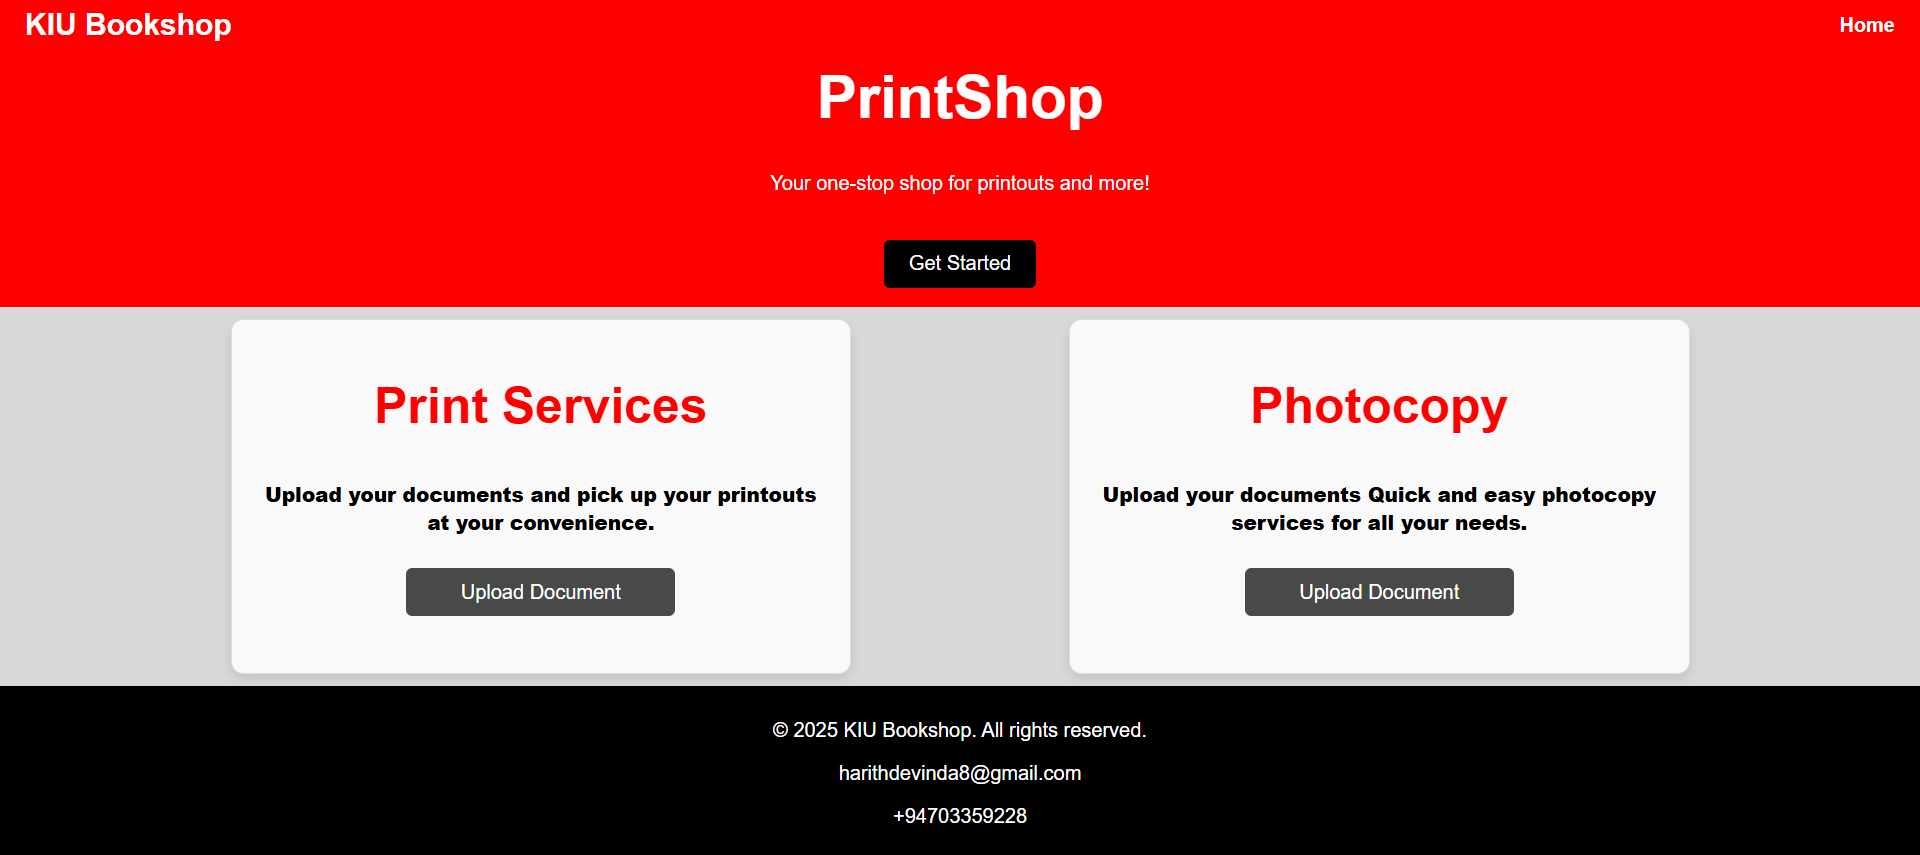 KIU Bookshop
Home
PrintShop
Your one-stop shop for printouts and more!
Get Started
Print Services
Upload your documents and pick up your printouts
at your convenience.
Upload Document
Photocopy
Upload your documents Quick and easy photocopy
services for all your needs.
Upload Document
© 2025 KIU Bookshop. All rights reserved.
harithdevinda8@gmail.com
+94703359228